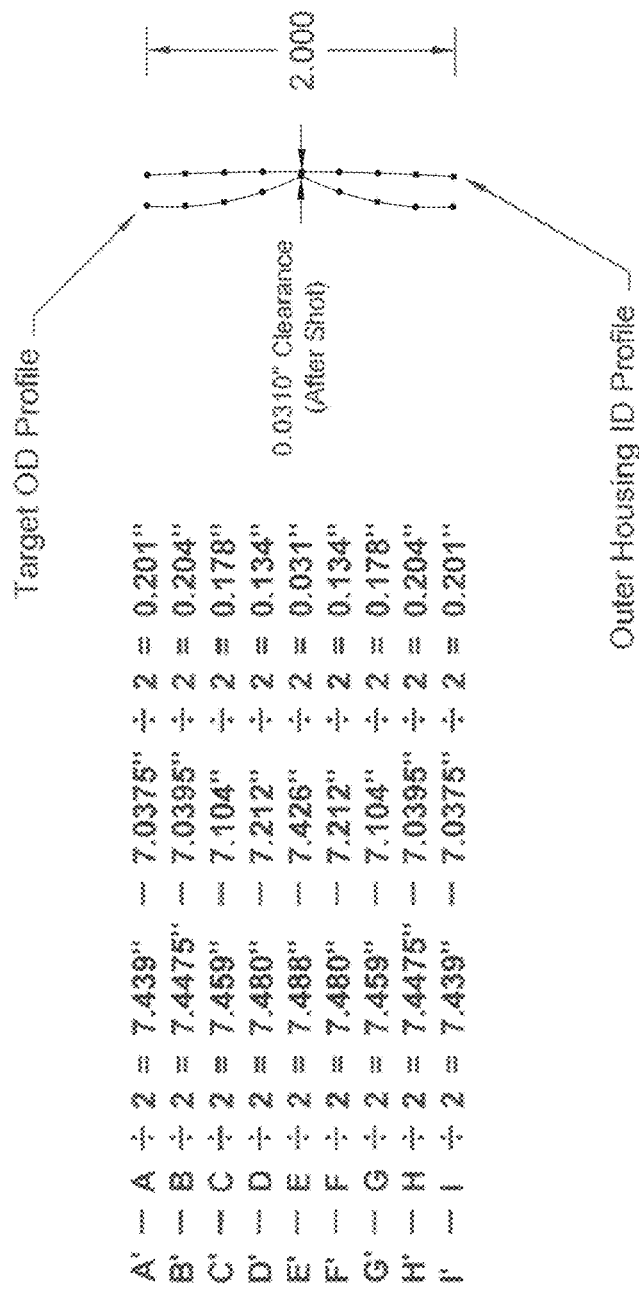 Target OD Profile
2.000
0.0310" Clearance
(After Shot)
Outer Housing ID Profile
A' — A ÷ 2 = 7.439" — 7.0375" ÷ 2 = 0.201"
B' — B ÷ 2 = 7.4475" — 7.0395" ÷ 2 = 0.204"
C' — C ÷ 2 = 7.459" — 7.104" ÷ 2 = 0.178"
D' — D ÷ 2 = 7.480" — 7.212" ÷ 2 = 0.134"
E' — E ÷ 2 = 7.488" — 7.426" ÷ 2 = 0.031"
F' — F ÷ 2 = 7.480" — 7.212" ÷ 2 = 0.134"
G' — G ÷ 2 = 7.459" — 7.104" ÷ 2 = 0.178"
H' — H ÷ 2 = 7.4475" — 7.0395" ÷ 2 = 0.204"
I' — I ÷ 2 = 7.439" — 7.0375" ÷ 2 = 0.201"